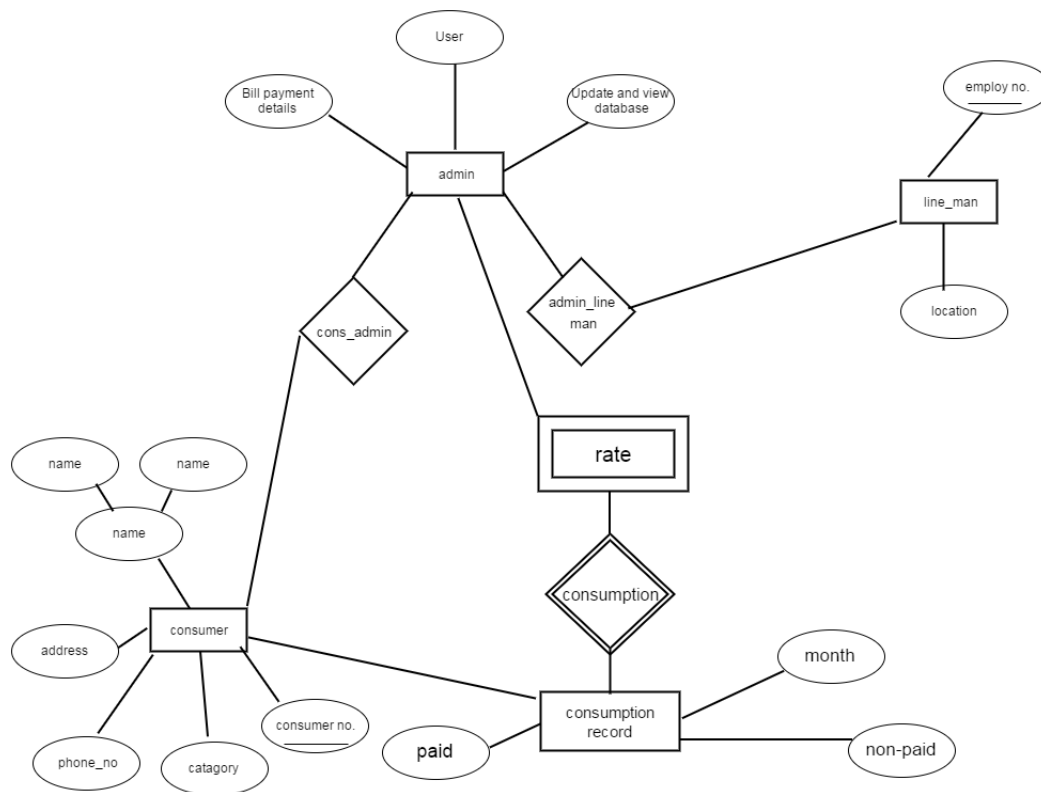 User
Bill payment
details
Update and view
database
employ no.
admin
line_man
admin_line
man
location
cons_admin
rate
name
name
name
consumption
consumer
address
month
consumption
record
consumer no.
paid
non-paid
phone_no
catagory